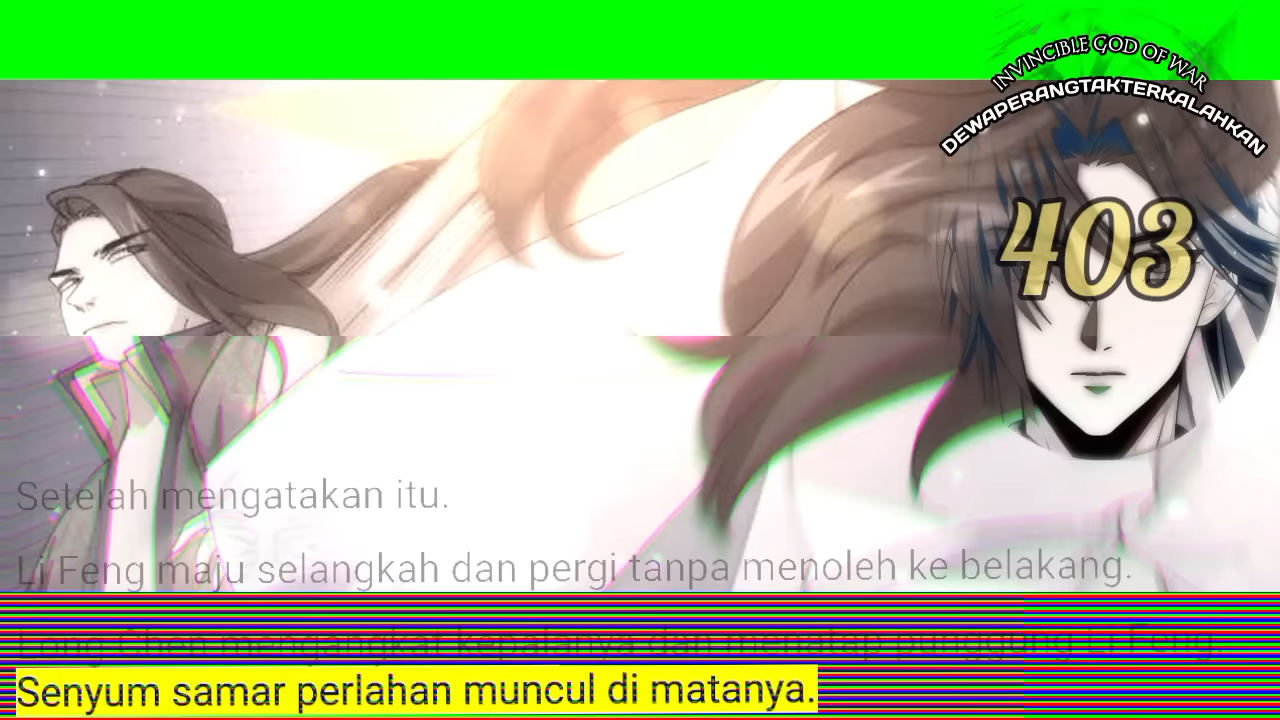 INVINCIBLE GOD OF WAR
DEWAPERANGTAKTERKALAHKAN
403
Setelah mengatakan itu.
Li Feng maju selangkah dan pergi tanpa menoleh ke belakang.
Long Chen mengangkat kepalanya dan menatap punggung Li Feng.
Senyum samar perlahan muncul di matanya.